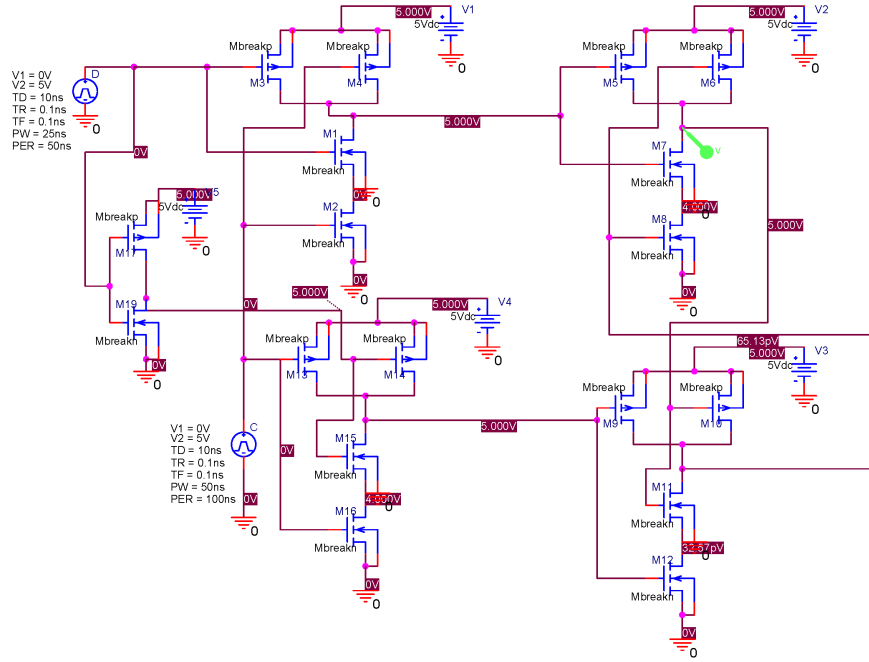 5.000V
V1
5Vdc
0
Mbreakp
Mbreakp
M3
M4
D
V1 = 0V
V2 = 5V
TD = 10ns
TR = 0.1ns
TF = 0.1ns
PW = 25ns
PER = 50ns
0
0V
M1
Mbreakn
0V
0
M2
Mbreakn
0V
0
5.000V
5.000V
V2
5Vdc
0
Mbreakp
Mbreakp
M5
M6
V
M7
Mbreakn
4.000V
0
M8
Mbreakn
0V
0
5.000V
65.13pV
5.000V
5Vdc
0
Mbreakp
M17
M19
Mbreakn
0V
0
0V
5.000V
5.000V
V4
5Vdc
0
Mbreakp
Mbreakp
M13
M14
C
V1 = 0V
V2 = 5V
TD = 10ns
TR = 0.1ns
TF = 0.1ns
PW = 50ns
PER = 100ns
0V
0V
0
M15
Mbreakn
4.000V
0
M16
Mbreakn
0V
0
5.000V
5.000V
V3
5Vdc
0
Mbreakp
Mbreakp
M9
M10
M11
Mbreakn
32.57pV
0
M12
Mbreakn
0V
0